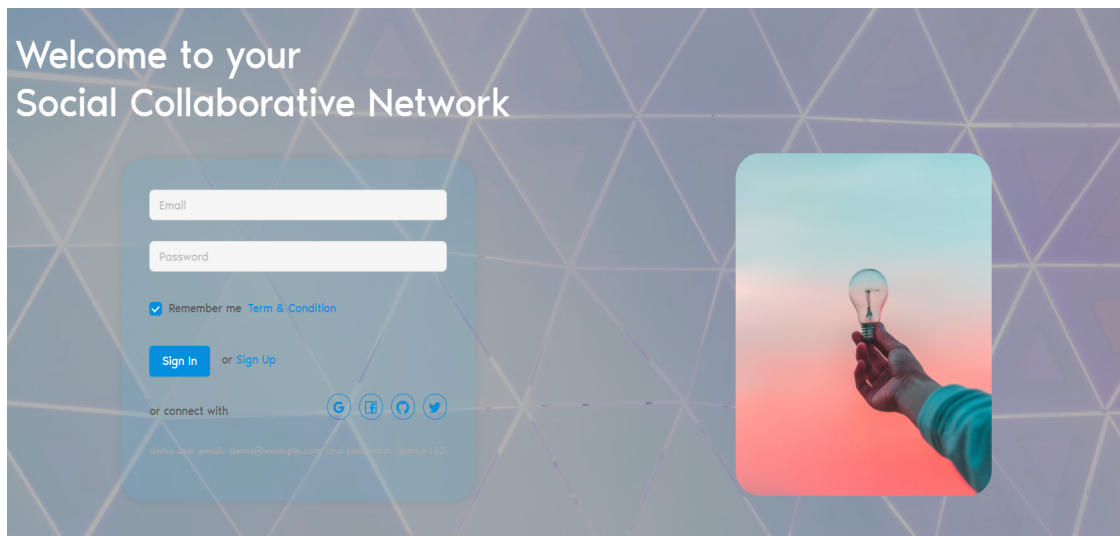 Welcome to your
Social Collaborative Network
Email
Password
Remember me Term & Condition
Sign In or Sign Up
or connect with
demo user email: demo@example.com and password: demo#123